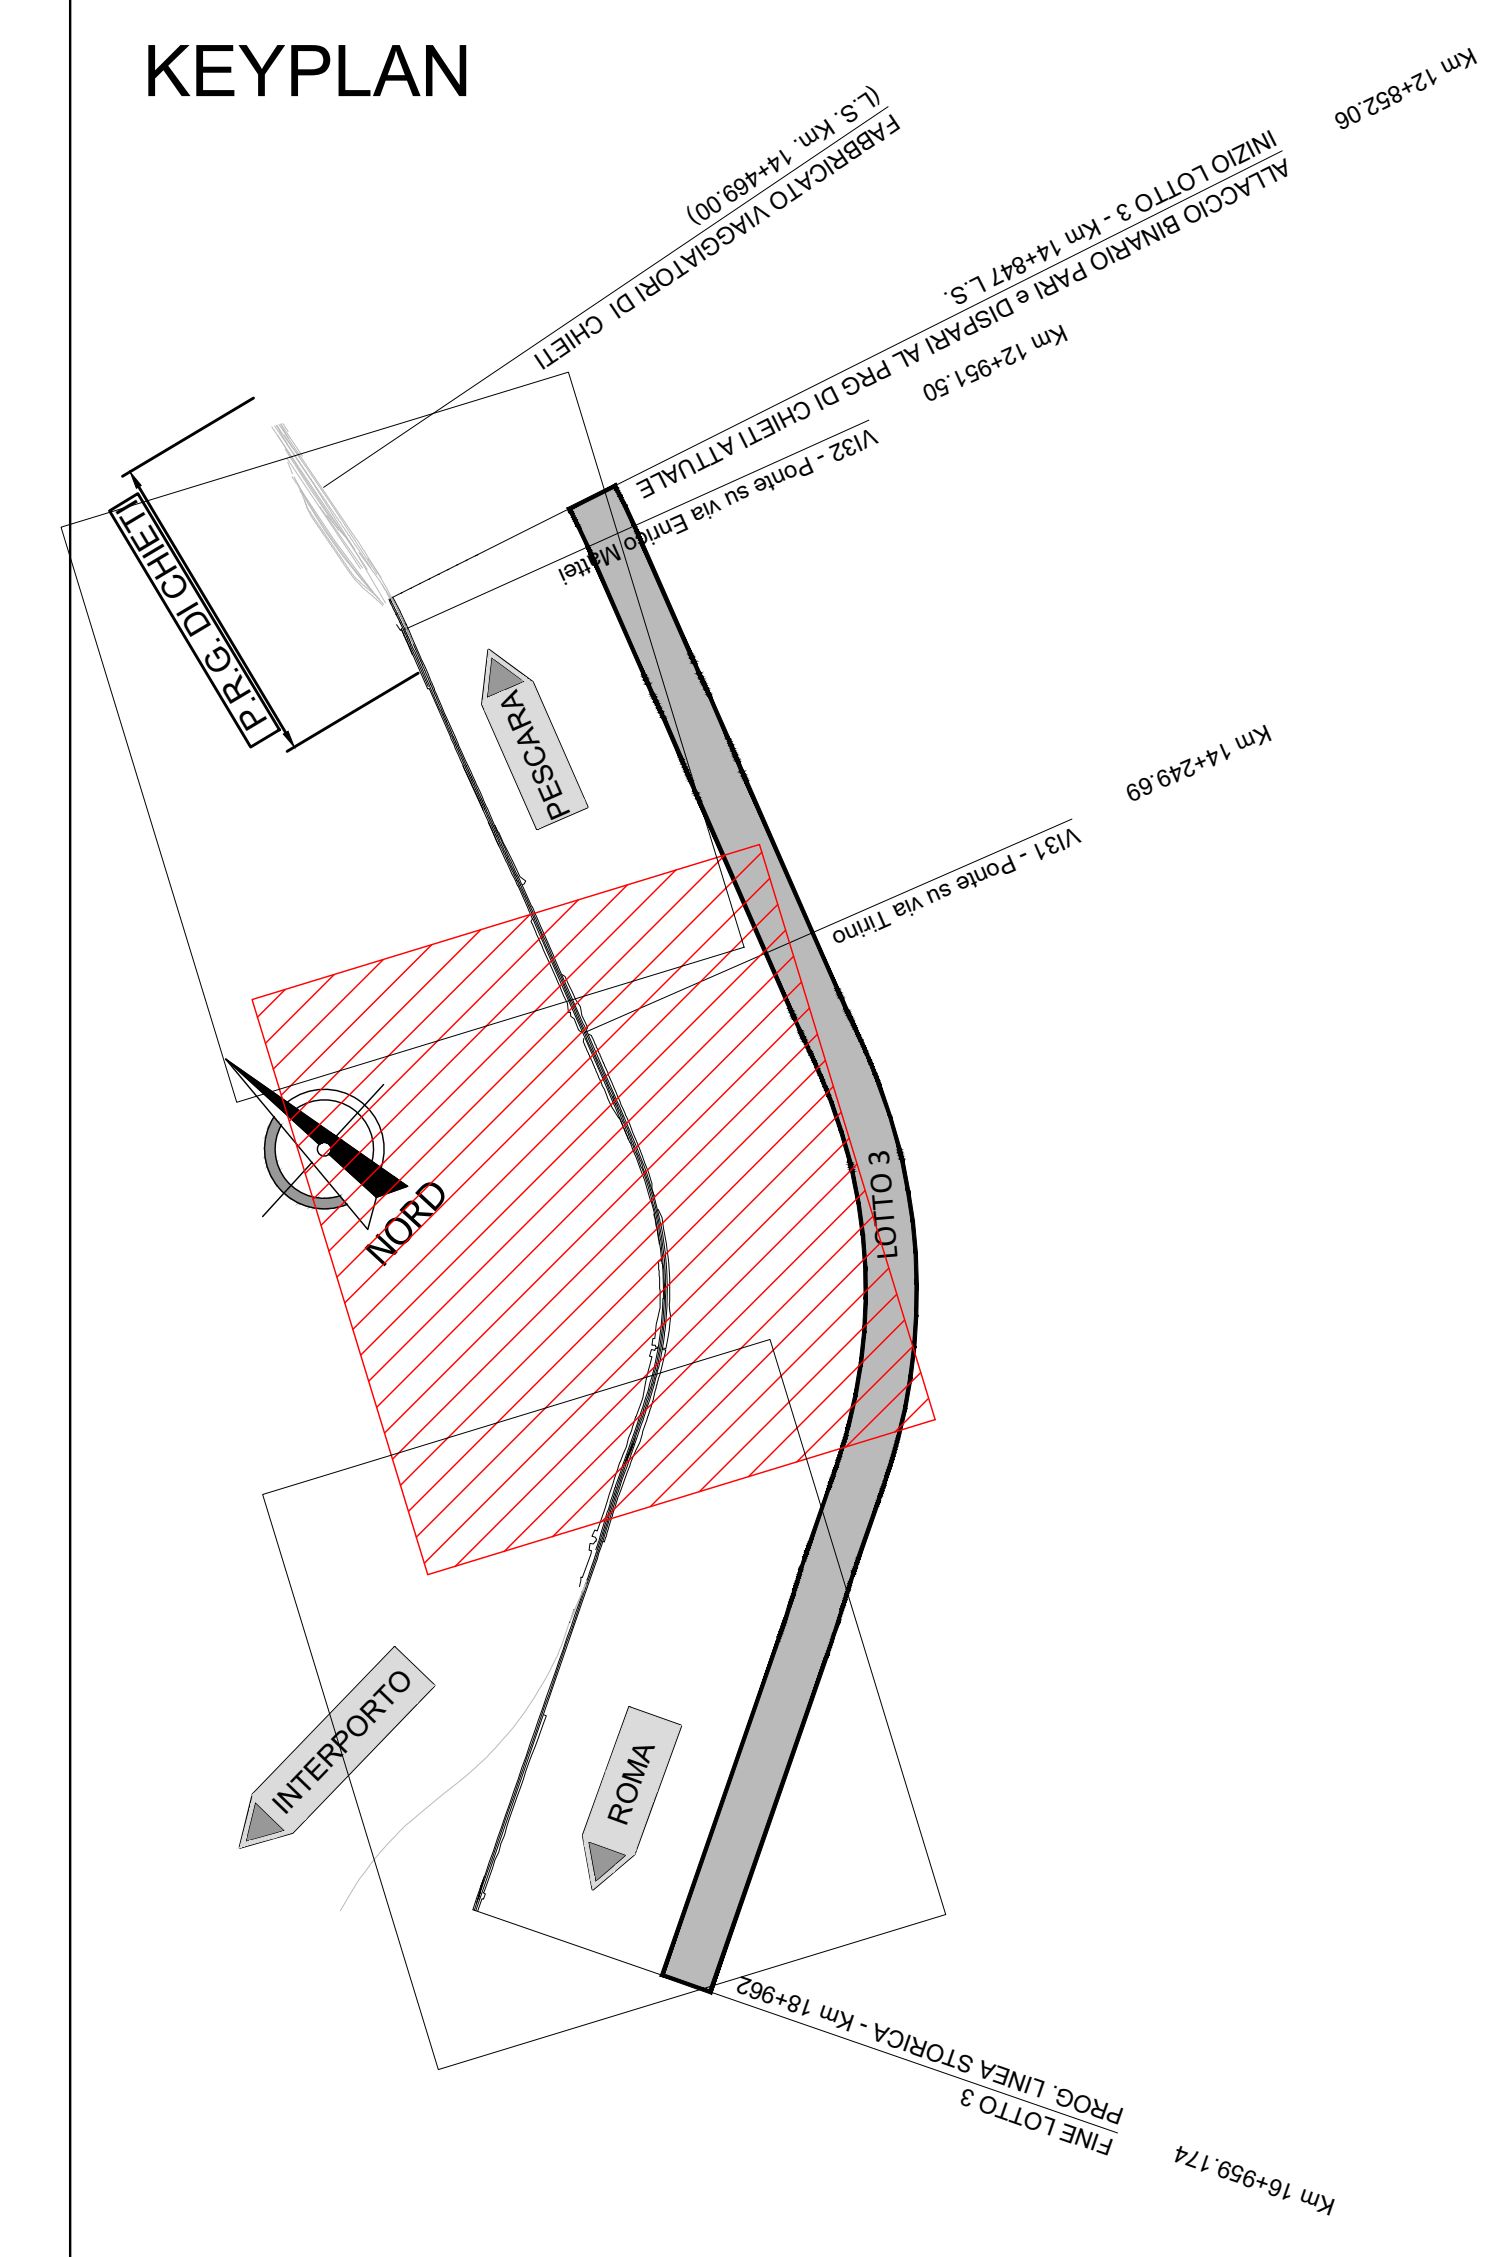 KEYPLAN
Km 12+852.06
(L.S. Km. 14+469.00)
FABBRICATO VIAGGIATORI DI CHIETI
INIZIO LOTTO 3 - Km 14+847 L.S.
ALLACCIO BINARIO PARI e DISPARI AL PRG DI CHIETI ATTUALE
Km 12+951.50
VI32 - Ponte su via Enrico Mattei
P.R.G. DI CHIETI
PESCARA
Km 14+249.69
VI31 - Ponte su via Tirino
LOTTO 3
NORD
INTERPORTO
ROMA
PROG. LINEA STORICA - Km 18+962
FINE LOTTO 3
Km 16+959.174